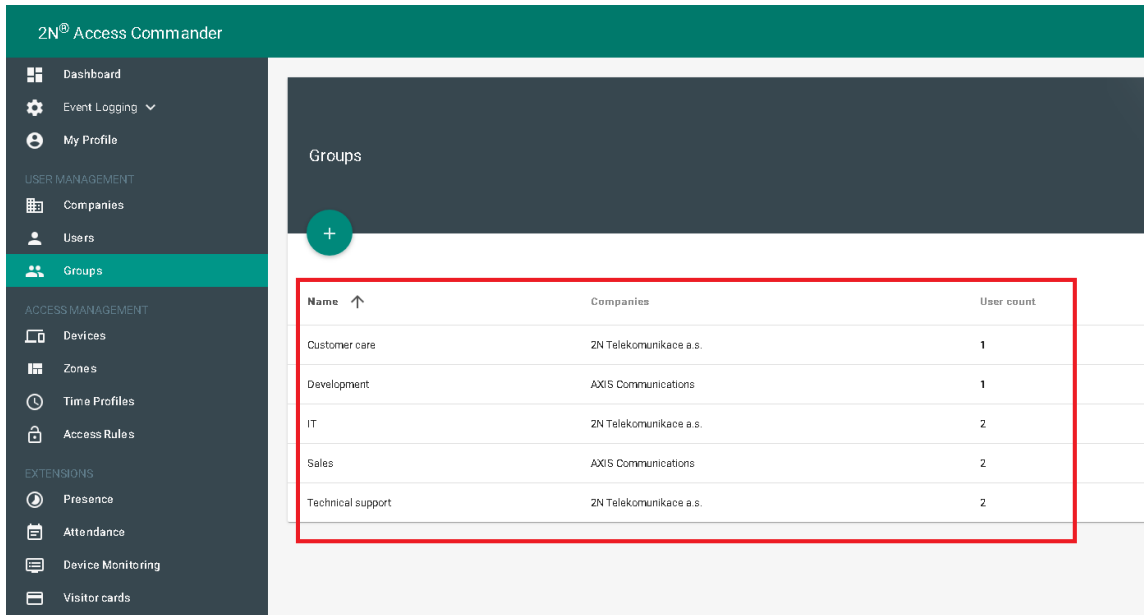 2N® Access Commander
Dashboard
Event Logging
My Profile
USER MANAGEMENT
Companies
Users
Groups
ACCESS MANAGEMENT
Devices
Zones
Time Profiles
Access Rules
EXTENSIONS
Presence
Attendance
Device Monitoring
Visitor cards
Groups
+
Name ↑ Companies User count
Customer care 2N Telekomunikace a.s. 1
Development AXIS Communications 1
IT 2N Telekomunikace a.s. 2
Sales AXIS Communications 2
Technical support 2N Telekomunikace a.s. 2